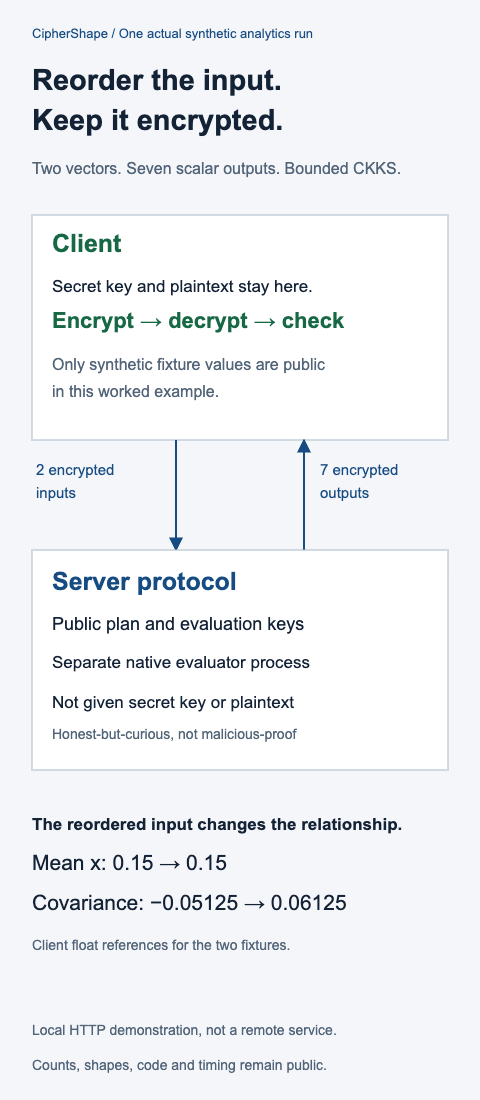 CipherShape / One actual synthetic analytics run
Reorder the input.
Keep it encrypted.
Two vectors. Seven scalar outputs. Bounded CKKS.
Client
Secret key and plaintext stay here.
Encrypt → decrypt → check
Only synthetic fixture values are public
in this worked example.
2 encrypted
inputs
7 encrypted
outputs
Server protocol
Public plan and evaluation keys
Separate native evaluator process
Not given secret key or plaintext
Honest-but-curious, not malicious-proof
The reordered input changes the relationship.
Mean x: 0.15 → 0.15
Covariance: −0.05125 → 0.06125
Client float references for the two fixtures.
Local HTTP demonstration, not a remote service.
Counts, shapes, code and timing remain public.